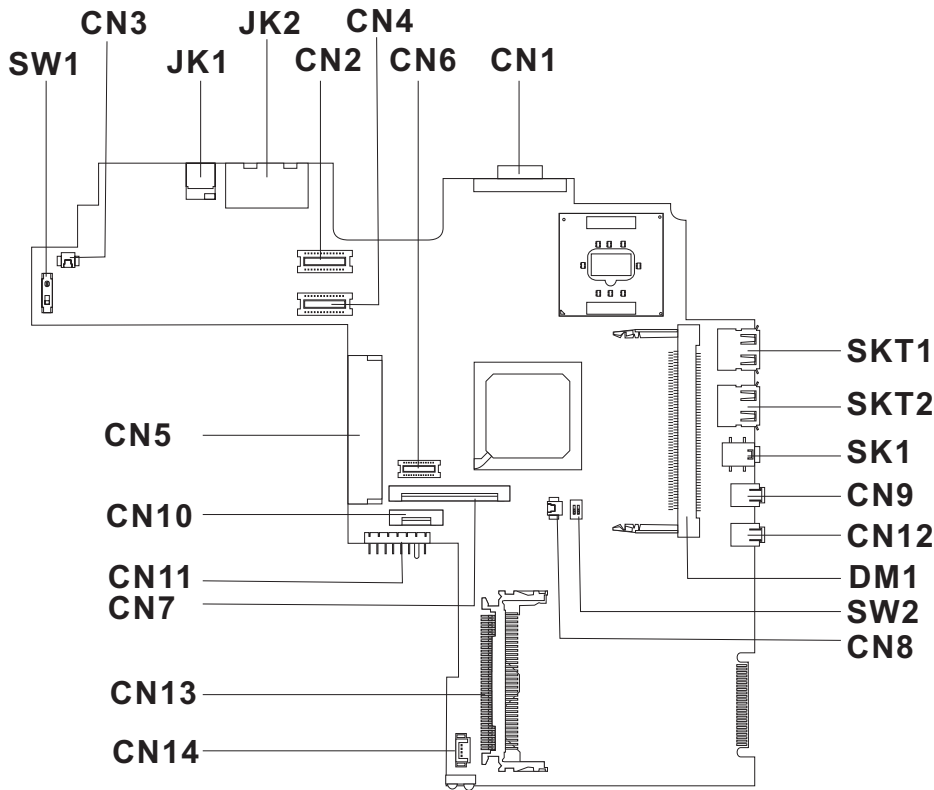 CN3
JK2
CN4
SW1
JK1
CN2
CN6
CN1
SKT1
SKT2
CN5
SK1
CN9
CN10
CN12
CN11
DM1
CN7
SW2
CN8
CN13
CN14